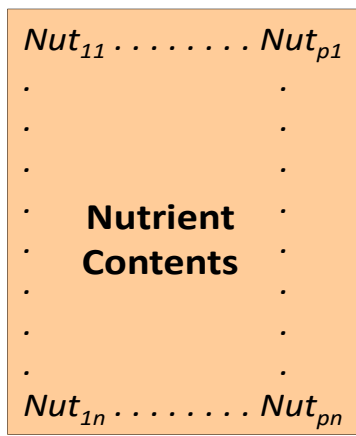 Nut₁₁ . . . . . . . . Nutₚ₁
. .
. .
. .
. Nutrient .
. Contents .
. .
. .
. .
Nut₁ₙ . . . . . . . . Nutₚₙ